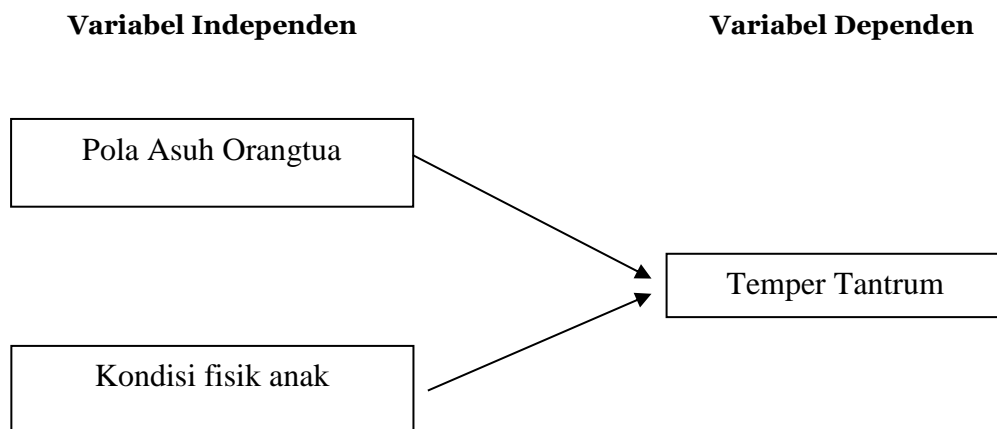 Variabel Independen
Variabel Dependen
Pola Asuh Orangtua
Temper Tantrum
Kondisi fisik anak